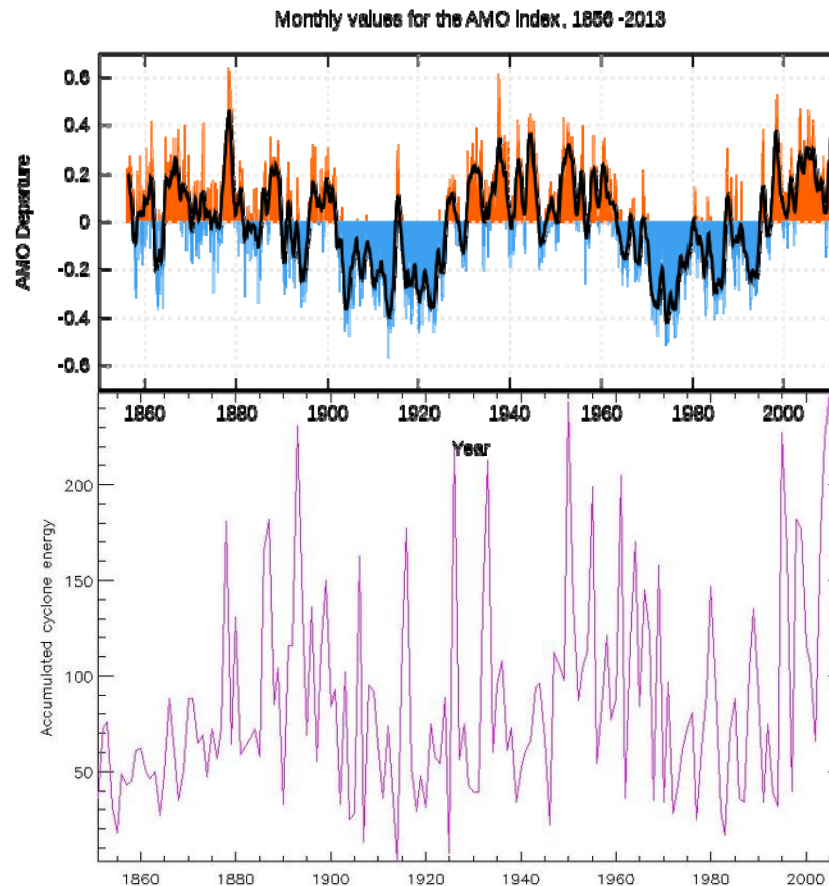 Monthly values for the AMO index, 1856 -2013
0.6
0.4
0.2
0
-0.2
-0.4
-0.6
AMO Departure
1860 1880 1900 1920 1940 1960 1980 2000
Year
200
150
100
50
Accumulated cyclone energy
1860 1880 1900 1920 1940 1960 1980 2000